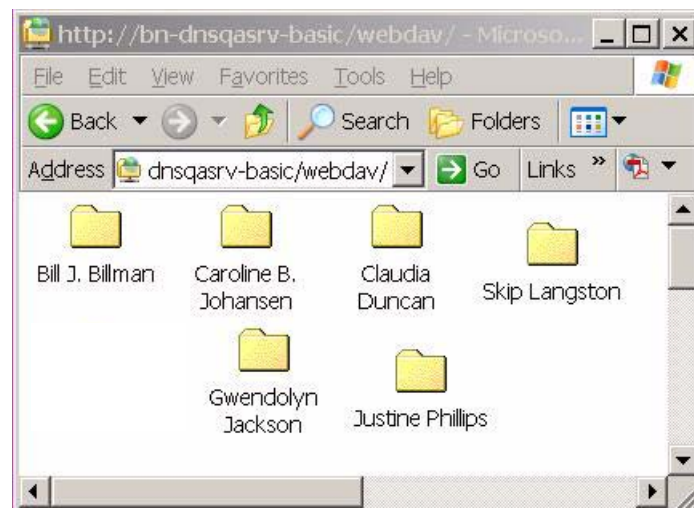 http://bn-dnsqasrv-basic/webdav/ - Microso...
File Edit View Favorites Tools Help
Back Search Folders
Address dnsqasrv-basic/webdav/ Go Links »
Bill J. Billman
Caroline B.
Johansen
Claudia
Duncan
Skip Langston
Gwendolyn
Jackson
Justine Phillips